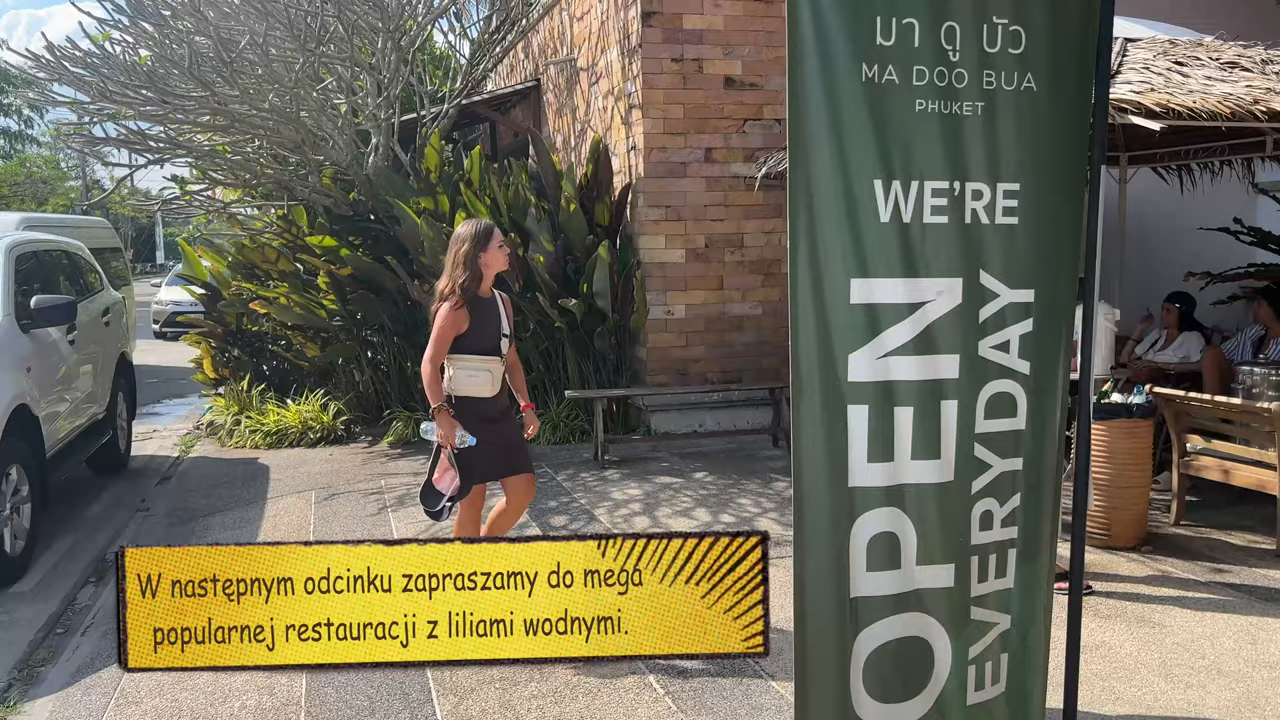 มา ดู บัว
MA DOO BUA
PHUKET
WE'RE
OPEN
EVERYDAY
W następnym odcinku zapraszamy do mega
popularnej restauracji z liliami wodnymi.